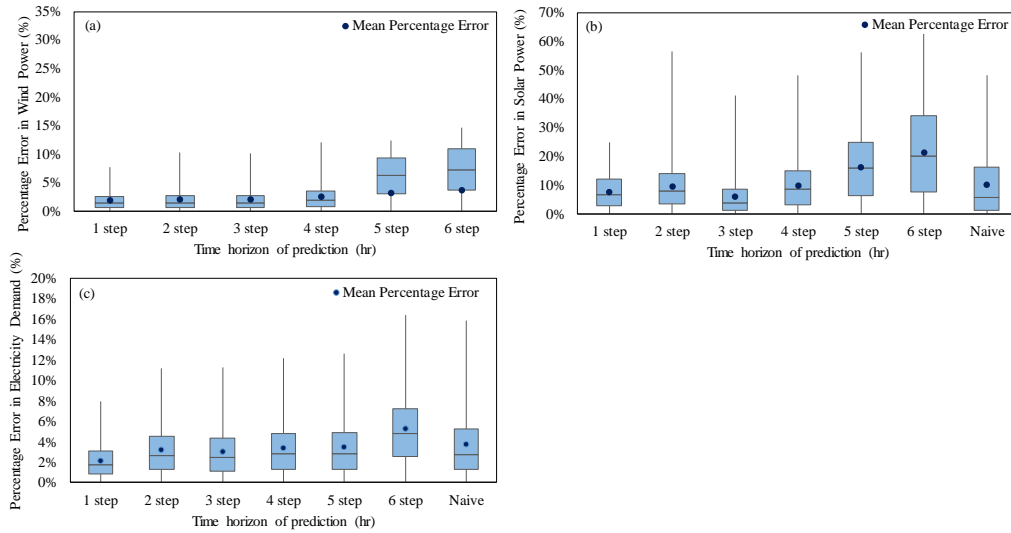 (a)
Mean Percentage Error
Percentage Error in Wind Power (%)
35%
30%
25%
20%
15%
10%
5%
0%
1 step 2 step 3 step 4 step 5 step 6 step
Time horizon of prediction (hr)
(b)
Mean Percentage Error
Percentage Error in Solar Power (%)
70%
60%
50%
40%
30%
20%
10%
0%
1 step 2 step 3 step 4 step 5 step 6 step Naive
Time horizon of prediction (hr)
(c)
Mean Percentage Error
Percentage Error in Electricity Demand (%)
20%
18%
16%
14%
12%
10%
8%
6%
4%
2%
0%
1 step 2 step 3 step 4 step 5 step 6 step Naive
Time horizon of prediction (hr)